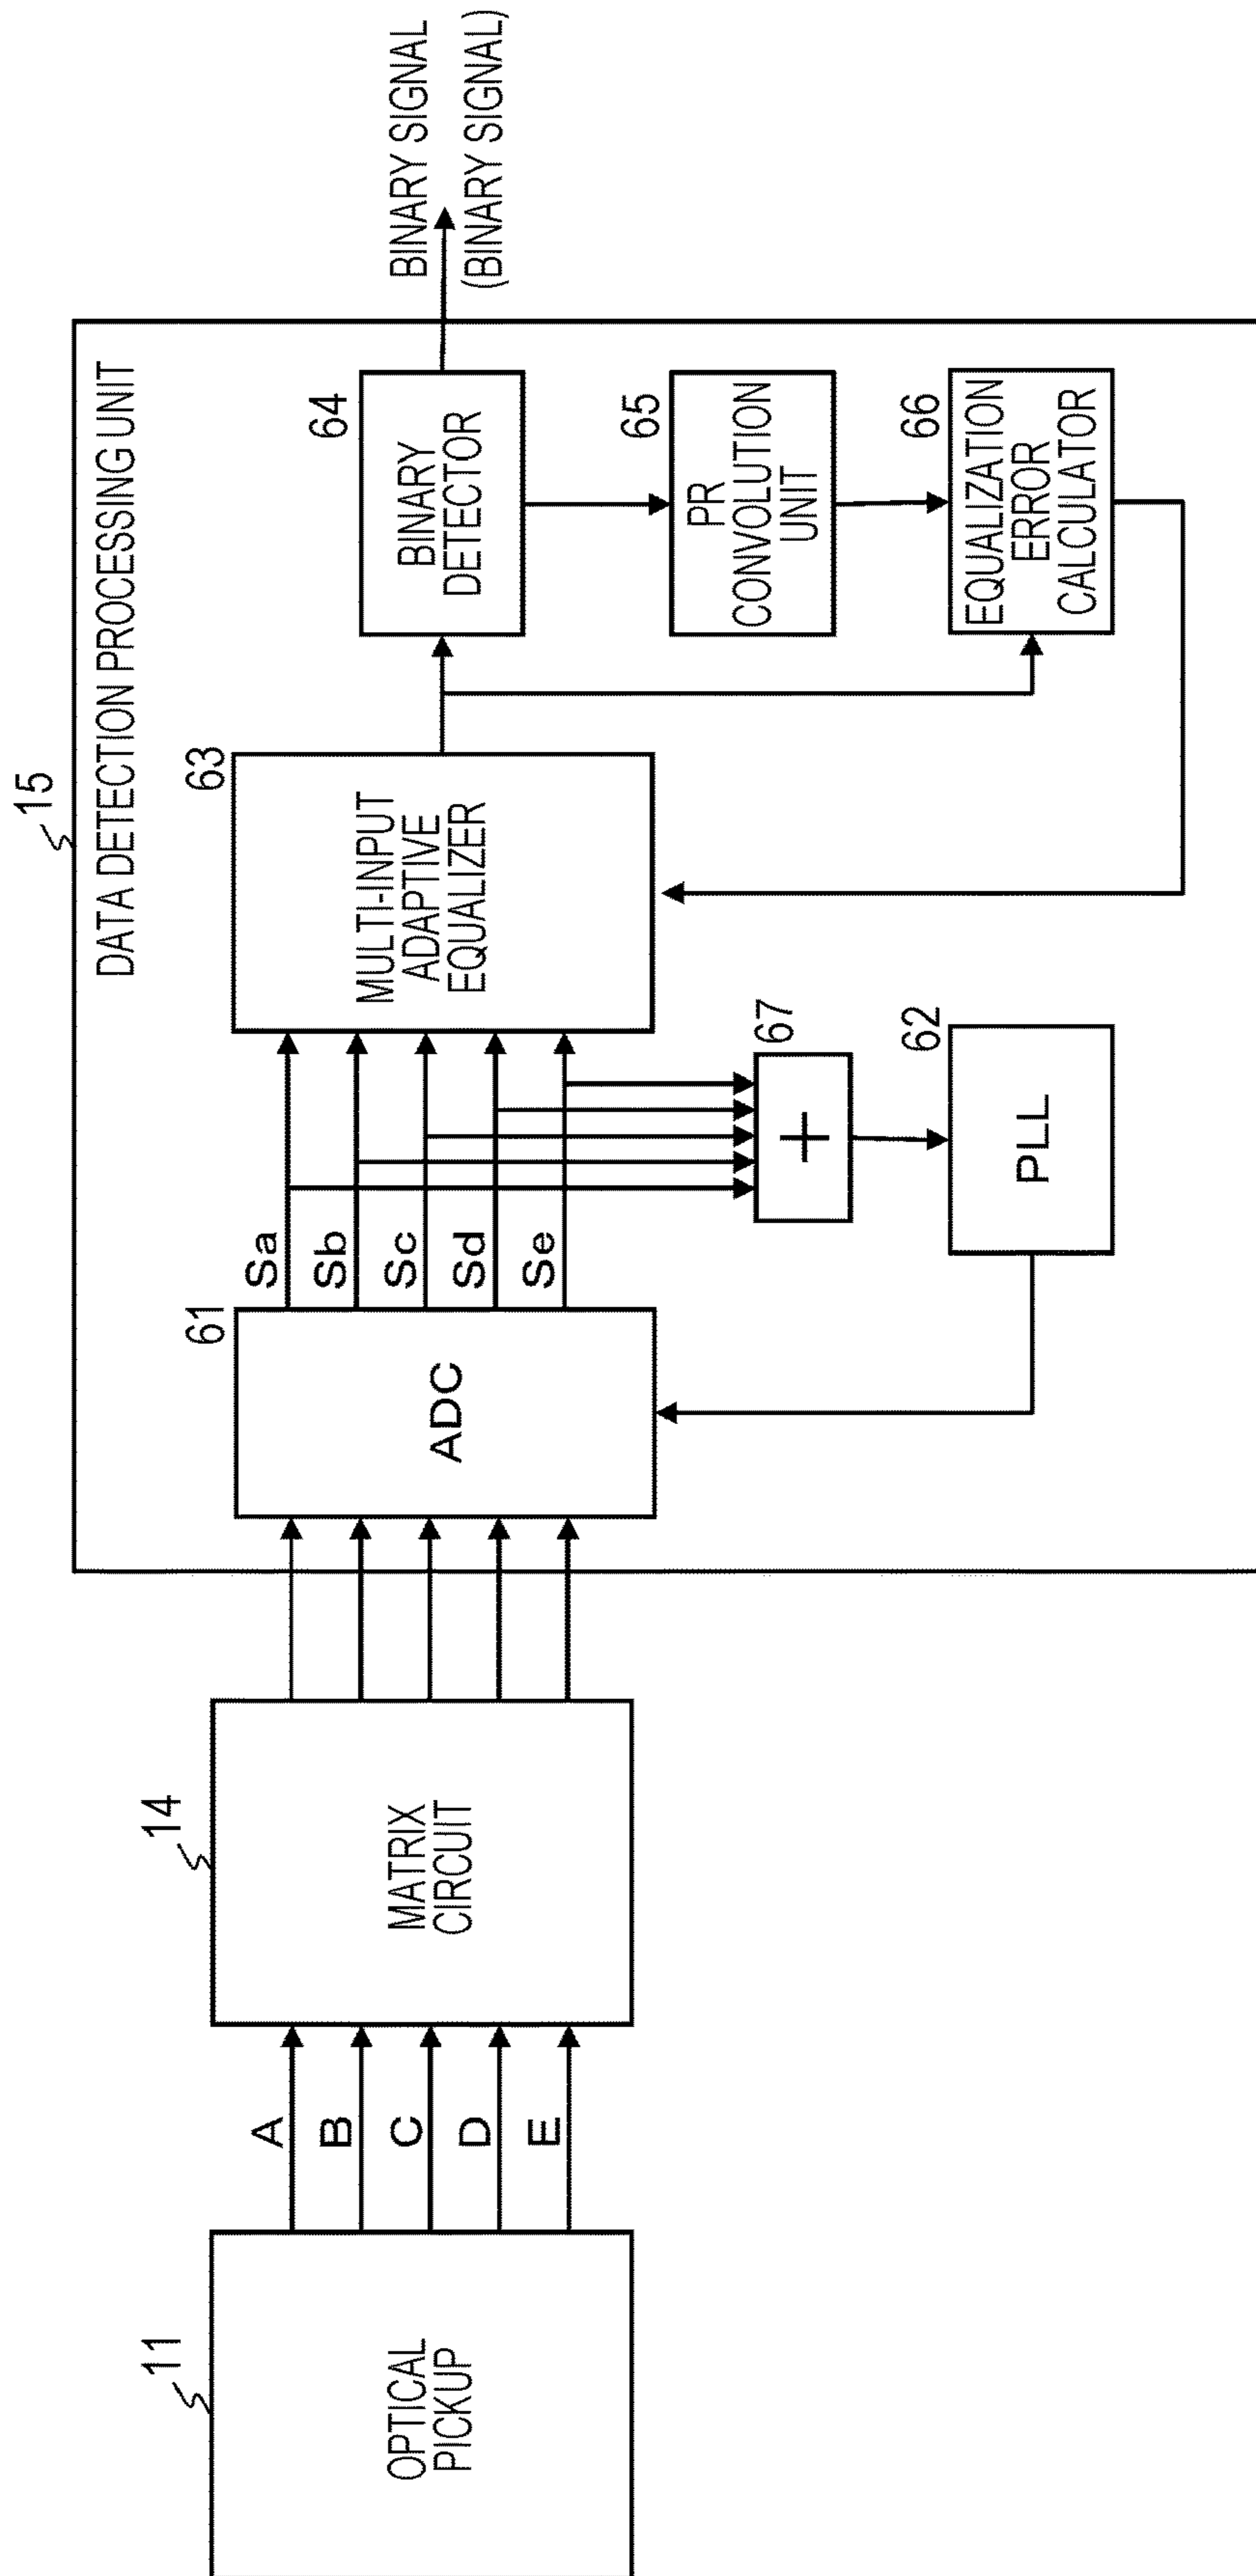 11
OPTICAL
PICKUP
A
B
C
D
E
14
MATRIX
CIRCUIT
15
DATA DETECTION PROCESSING UNIT
61
ADC
Sa
Sb
Sc
Sd
Se
63
MULTI-INPUT
ADAPTIVE
EQUALIZER
67
+
62
PLL
64
BINARY
DETECTOR
65
PR
CONVOLUTION
UNIT
66
EQUALIZATION
ERROR
CALCULATOR
BINARY SIGNAL
(BINARY SIGNAL)